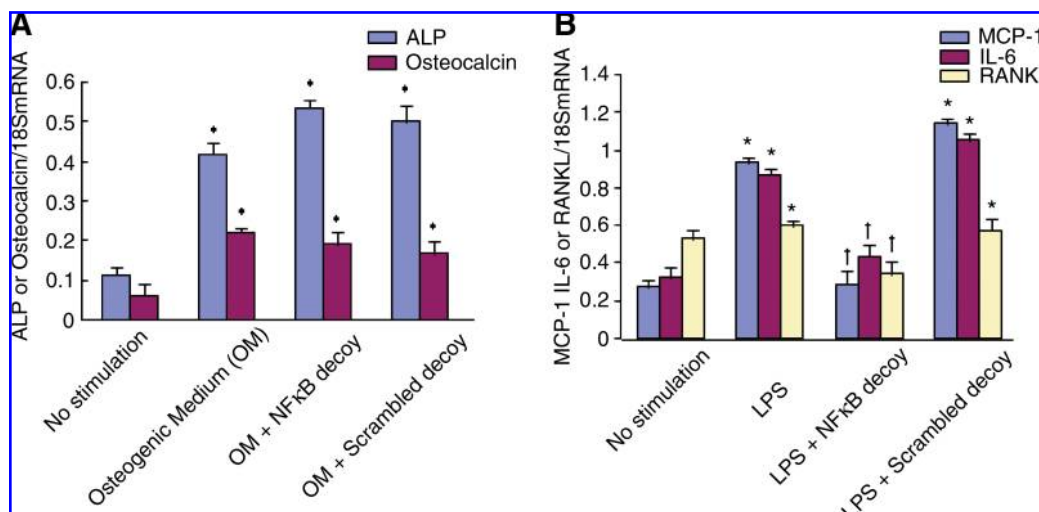 A
ALP
Osteocalcin
ALP or Osteocalcin/18SmRNA
0.6
0.5
0.4
0.3
0.2
0.1
0
No stimulation
Osteogenic Medium (OM)
OM + NFκB decoy
OM + Scrambled decoy
B
MCP-1
IL-6
RANK
MCP-1 IL-6 or RANKL/18SmRNA
1.4
1.2
1
0.8
0.6
0.4
0.2
0
* * *
† † †
* * *
No stimulation
LPS
LPS + NFκB decoy
LPS + Scrambled decoy